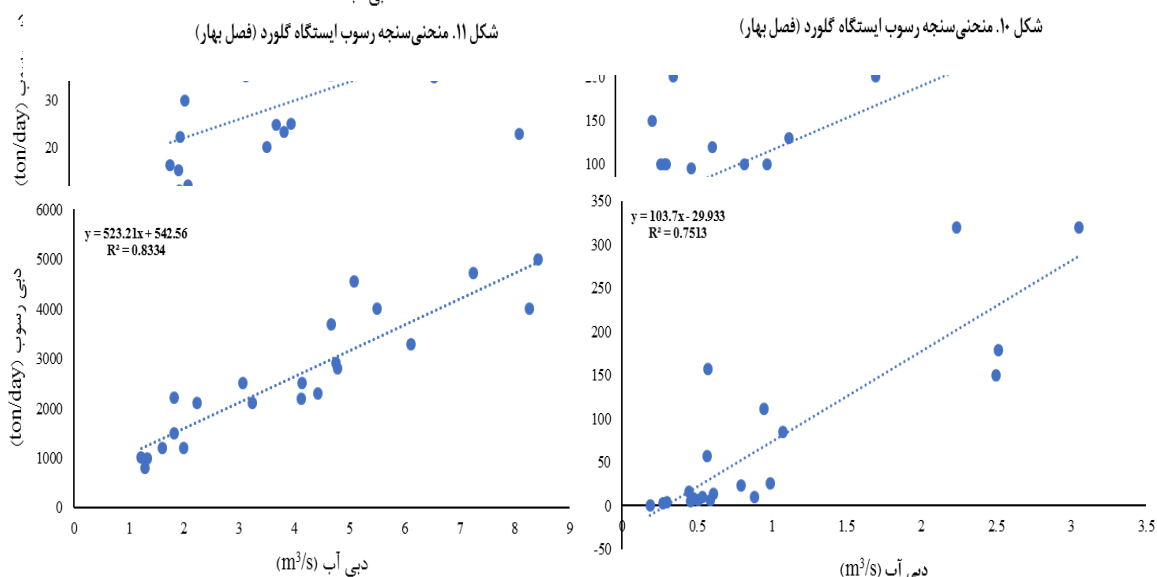 شکل ۱۱. منحنی‌سنجه رسوب ایستگاه گلورد (فصل بهار)
شکل ۱۰. منحنی‌سنجه رسوب ایستگاه گلورد (فصل بهار)
30
20
(ton/day)
150
100
6000
5000
4000
3000
2000
1000
0
y = 523.21x + 542.56
R² = 0.8334
دبی رسوب (ton/day)
0 1 2 3 4 5 6 7 8 9
دبی آب (m³/s)
350
300
250
200
150
100
50
0
-50
y = 103.7x - 29.933
R² = 0.7513
0 0.5 1 1.5 2 2.5 3 3.5
دبی آب (m³/s)